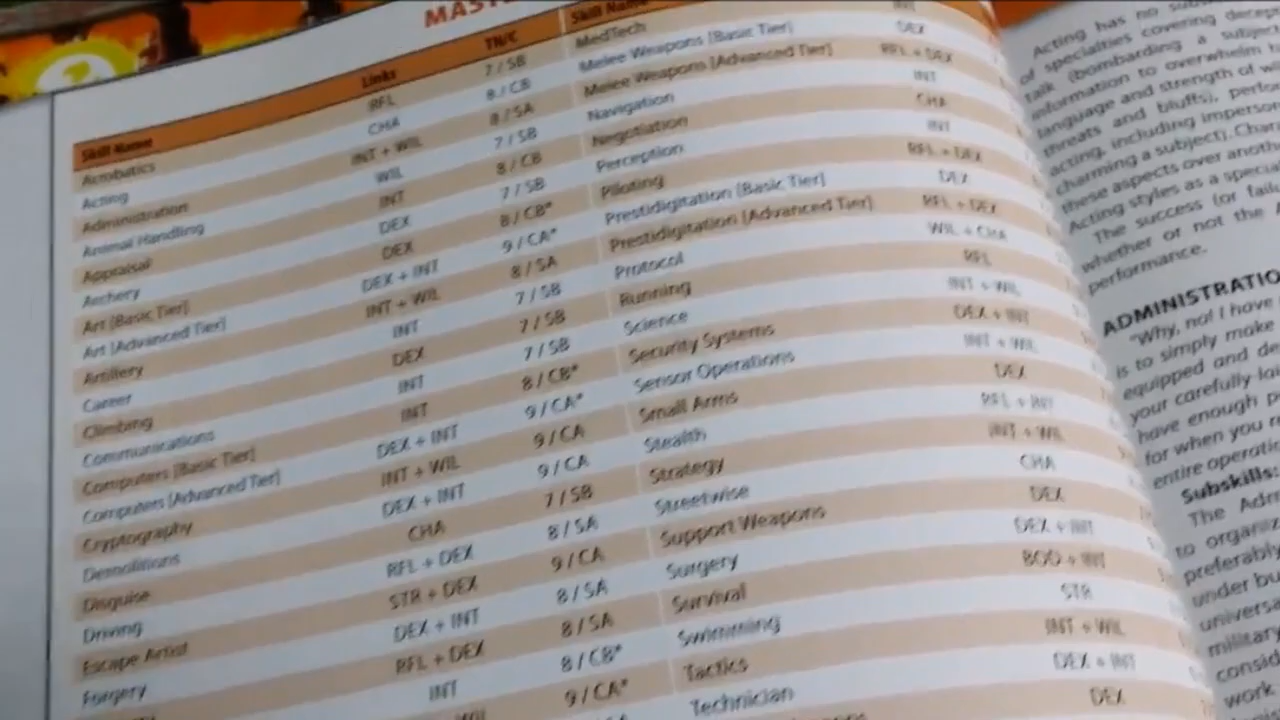 MAST
Skill Name Links TN/C Skill Name
Acrobatics RFL 7 / SB MedTech INT
Acting CHA 8 / CB Melee Weapons [Basic Tier] DEX
Administration INT + WIL 8 / SA Melee Weapons [Advanced Tier] RFL + DEX
Animal Handling WIL 7 / SB Navigation INT
Appraisal INT 8 / CB Negotiation CHA
Archery DEX 7 / SB Perception INT
Art [Basic Tier] DEX 8 / CB* Piloting RFL + DEX
Art [Advanced Tier] DEX + INT 9 / CA* Prestidigitation [Basic Tier] DEX
Artillery INT + WIL 8 / SA Prestidigitation [Advanced Tier] RFL + DEX
Career INT 7 / SB Protocol WIL + CHA
Climbing DEX 7 / SB Running RFL
Communications INT 7 / SB Science INT + WIL
Computers [Basic Tier] INT 8 / CB* Security Systems DEX + INT
Computers [Advanced Tier] DEX + INT 9 / CA* Sensor Operations INT + WIL
Cryptography INT + WIL 9 / CA Small Arms DEX
Demolitions DEX + INT 9 / CA Stealth RFL + INT
Disguise CHA 7 / SB Strategy INT + WIL
Driving RFL + DEX 8 / SA Streetwise CHA
Escape Artist STR + DEX 9 / CA Support Weapons DEX
Forgery DEX + INT 8 / SA Surgery DEX + INT
RFL + DEX 8 / SA Survival BOD + INT
INT 8 / CB* Swimming STR
WIL 9 / CA* Tactics INT + WIL
Technician DEX + INT
DEX
Acting has no
of specialties covering
talk (bombarding a subject
information to overwhelm
language and strength of
threats and bluffs),
acting, including
charming a subject).
these aspects over
Acting styles as a
The success (or
whether or not the
performance.
ADMINISTRATIO
"Why, no! I have
is to simply make
equipped and
your carefully
have enough
for when you
entire
Subskills:
The
to
preferably
under
military
work